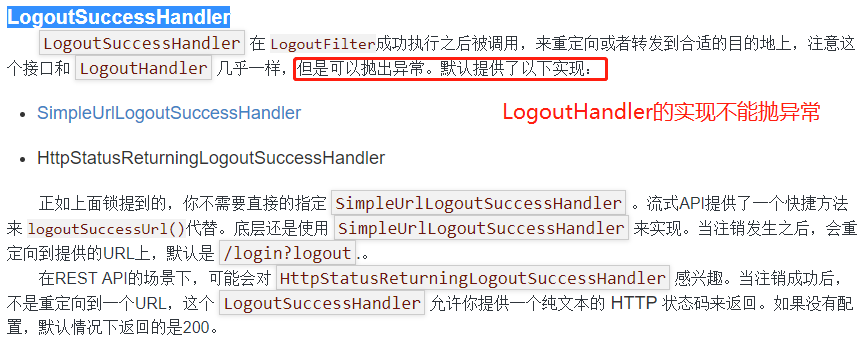 LogoutSuccessHandler
LogoutSuccessHandler 在 LogoutFilter成功执行之后被调用，来重定向或者转发到合适的目的地上，注意这
个接口和 LogoutHandler 几乎一样，但是可以抛出异常。默认提供了以下实现：
• SimpleUrlLogoutSuccessHandler
LogoutHandler的实现不能抛异常
• HttpStatusReturningLogoutSuccessHandler
正如上面锁提到的，你不需要直接的指定 SimpleUrlLogoutSuccessHandler 。流式API提供了一个快捷方法
来 logoutSuccessUrl()代替。底层还是使用 SimpleUrlLogoutSuccessHandler 来实现。当注销发生之后，会重
定向到提供的URL上，默认是 /login?logout.。
在REST API的场景下，可能会对 HttpStatusReturningLogoutSuccessHandler 感兴趣。当注销成功后，
不是重定向到一个URL，这个 LogoutSuccessHandler 允许你提供一个纯文本的 HTTP 状态码来返回。如果没有配
置，默认情况下返回的是200。